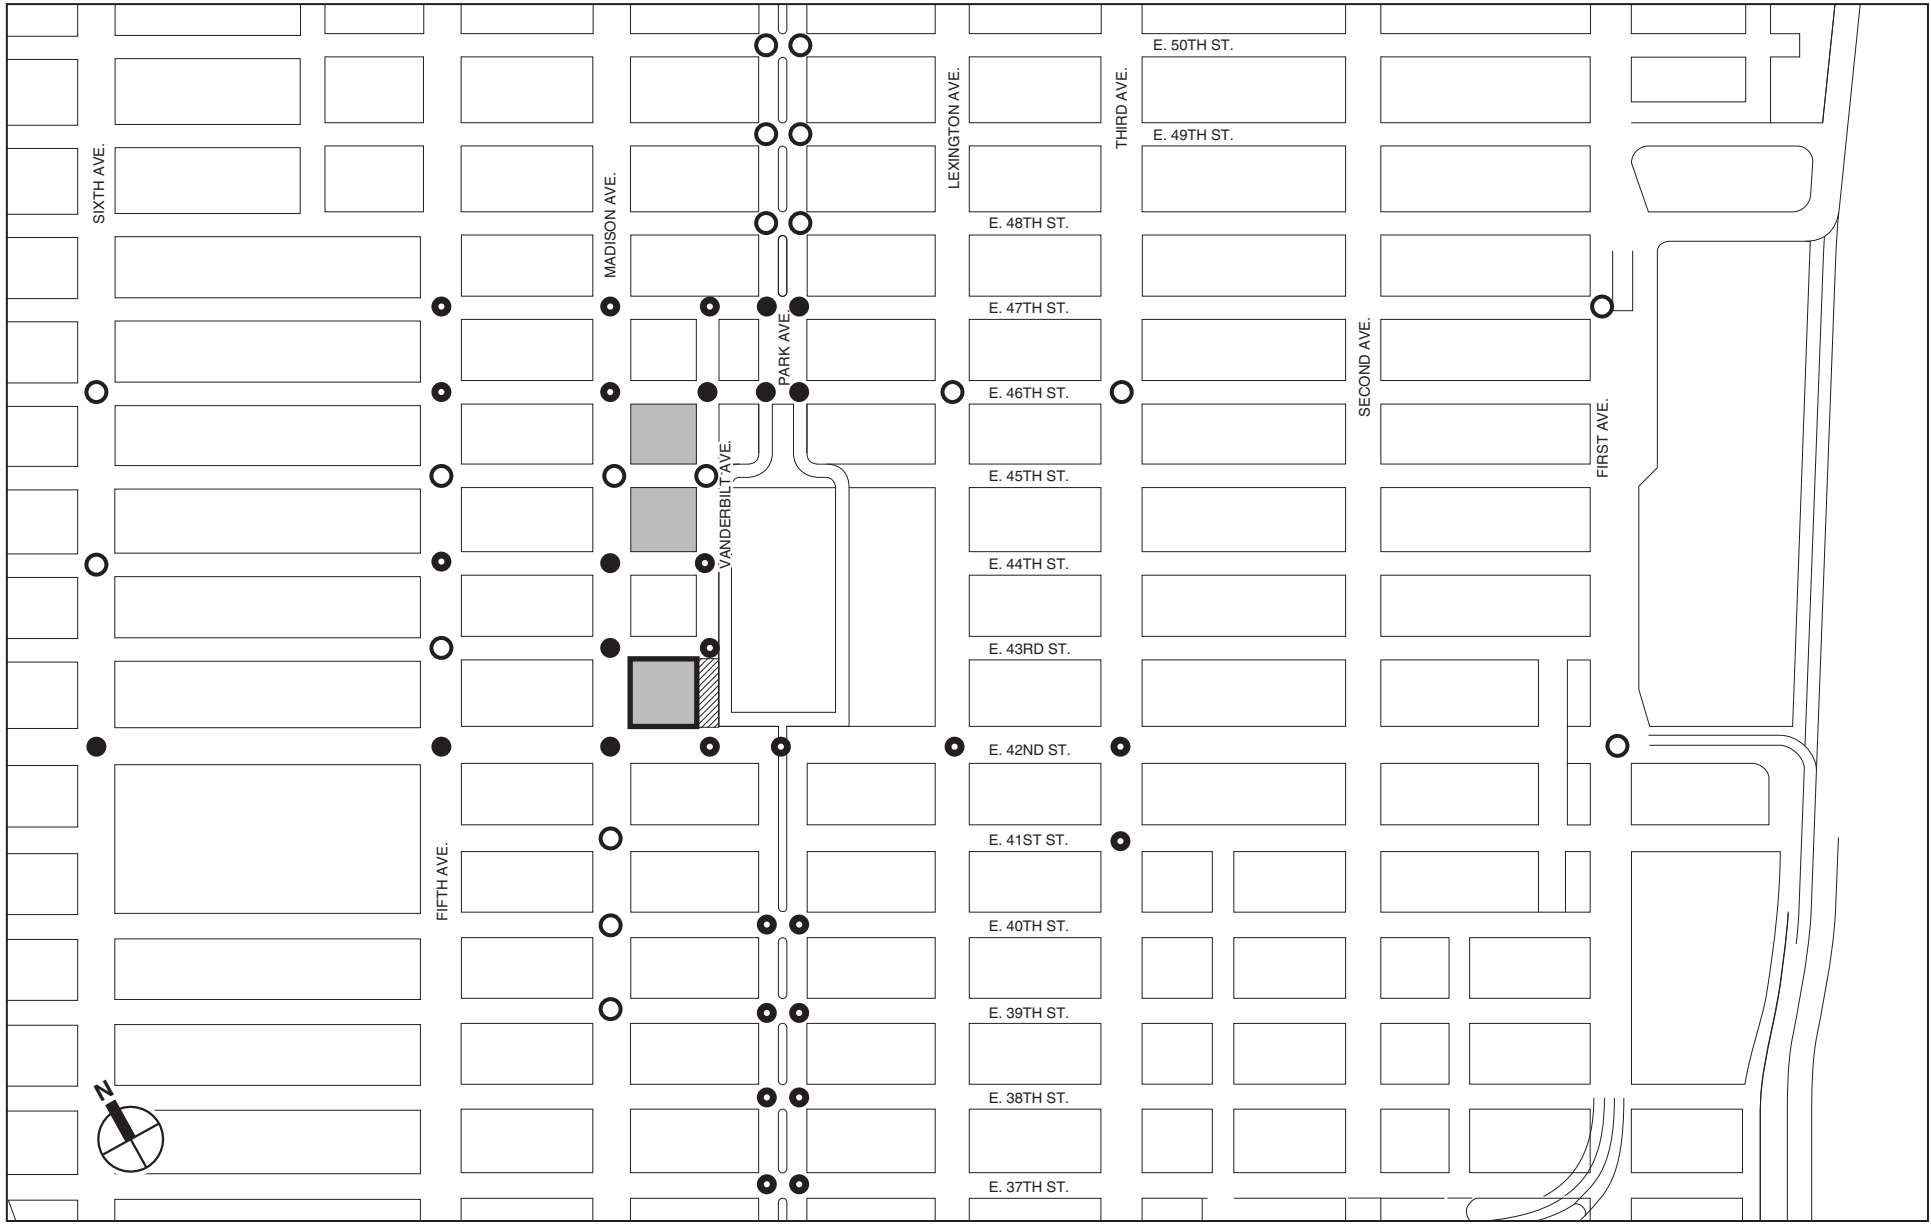 E. 50TH ST.
E. 49TH ST.
SIXTH AVE.
MADISON AVE.
LEXINGTON AVE.
THIRD AVE.
E. 48TH ST.
E. 47TH ST.
PARK AVE.
SECOND AVE.
E. 46TH ST.
FIRST AVE.
VANDERBILT AVE.
E. 45TH ST.
E. 44TH ST.
E. 43RD ST.
E. 42ND ST.
E. 41ST ST.
FIFTH AVE.
E. 40TH ST.
E. 39TH ST.
N
E. 38TH ST.
E. 37TH ST.